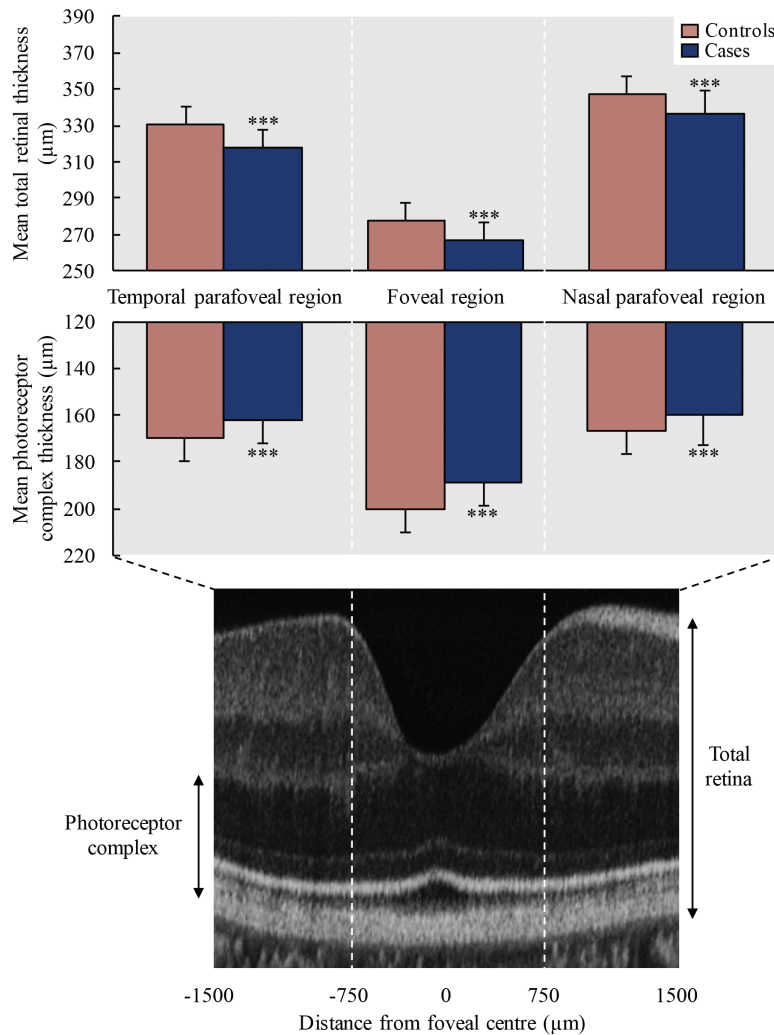 390
370
350
330
310
290
270
250
Mean total retinal thickness
(µm)
Controls
Cases
***
***
***
Temporal parafoveal region
Foveal region
Nasal parafoveal region
120
140
160
180
200
220
Mean photoreceptor
complex thickness (µm)
***
***
***
Photoreceptor
complex
Total
retina
-1500
-750
0
750
1500
Distance from foveal centre (µm)